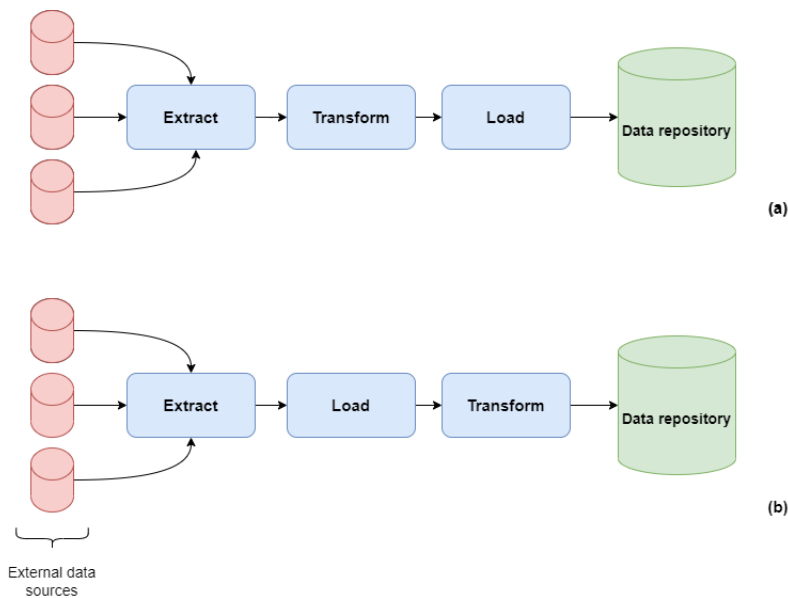 Extract
Transform
Load
Data repository
(a)
Extract
Load
Transform
Data repository
(b)
External data
sources